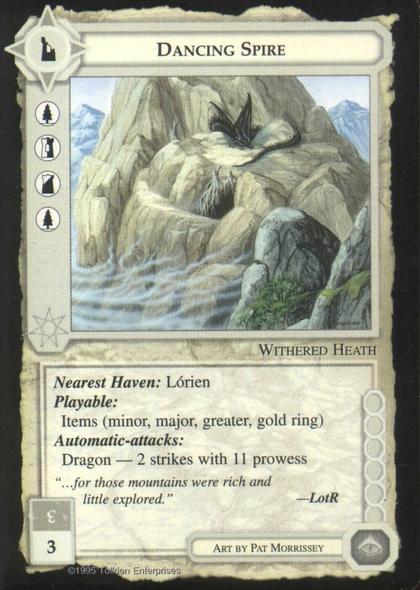 DANCING SPIRE
WITHERED HEATH
Nearest Haven: Lórien
Playable:
Items (minor, major, greater, gold ring)
Automatic-attacks:
Dragon — 2 strikes with 11 prowess
“...for those mountains were rich and
little explored.” —LotR
3
3
ART BY PAT MORRISSEY
©1995 Tolkien Enterprises